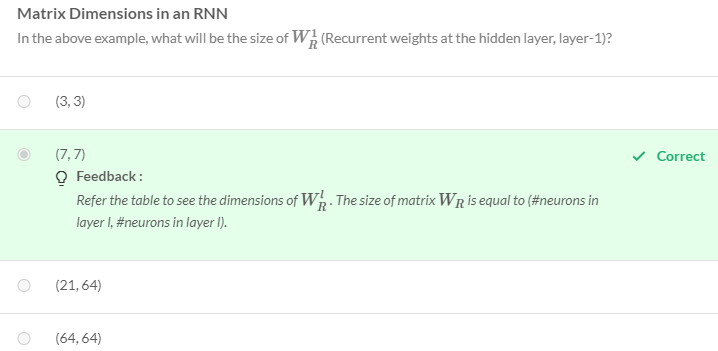 Matrix Dimensions in an RNN
In the above example, what will be the size of $W_R^1$ (Recurrent weights at the hidden layer, layer-1)?
(3, 3)
(7, 7)
Correct
Feedback :
Refer the table to see the dimensions of $W_R^l$. The size of matrix $W_R$ is equal to (#neurons in
layer l, #neurons in layer l).
(21, 64)
(64, 64)